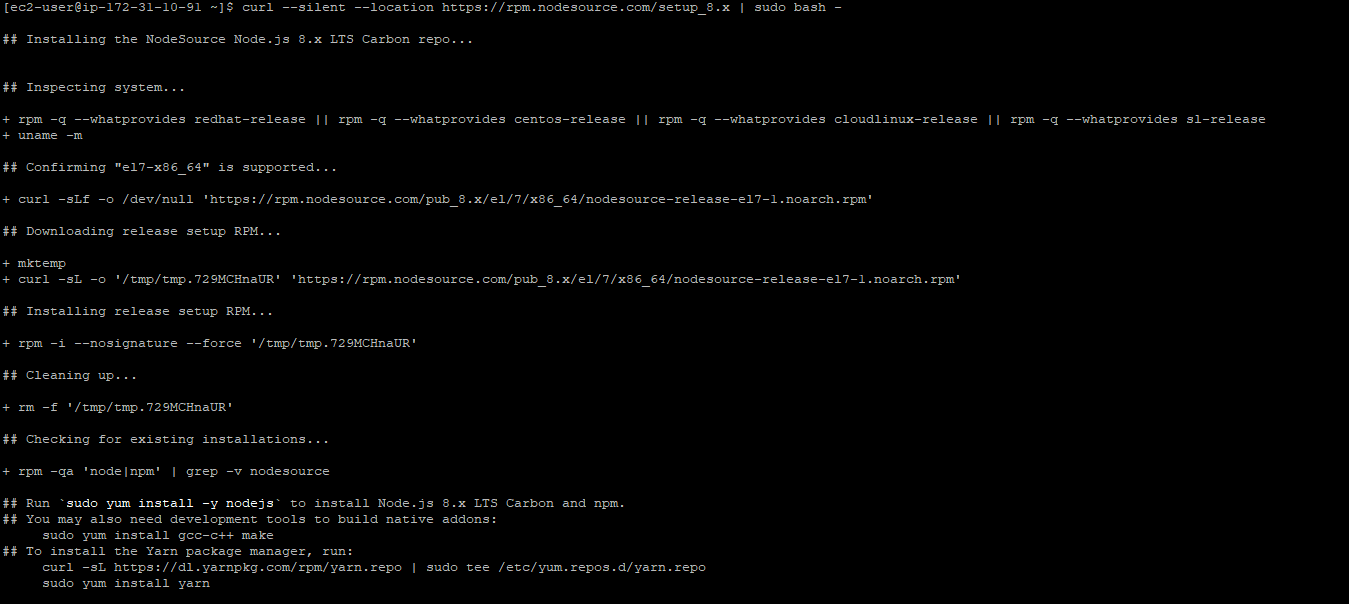 [ec2-user@ip-172-31-10-91 ~]$ curl --silent --location https://rpm.nodesource.com/setup_8.x | sudo bash -
## Installing the NodeSource Node.js 8.x LTS Carbon repo...
## Inspecting system...
+ rpm -q --whatprovides redhat-release || rpm -q --whatprovides centos-release || rpm -q --whatprovides cloudlinux-release || rpm -q --whatprovides sl-release
+ uname -m
## Confirming "el7-x86_64" is supported...
+ curl -sLf -o /dev/null 'https://rpm.nodesource.com/pub_8.x/el/7/x86_64/nodesource-release-el7-1.noarch.rpm'
## Downloading release setup RPM...
+ mktemp
+ curl -sL -o '/tmp/tmp.729MCHnaUR' 'https://rpm.nodesource.com/pub_8.x/el/7/x86_64/nodesource-release-el7-1.noarch.rpm'
## Installing release setup RPM...
+ rpm -i --nosignature --force '/tmp/tmp.729MCHnaUR'
## Cleaning up...
+ rm -f '/tmp/tmp.729MCHnaUR'
## Checking for existing installations...
+ rpm -qa 'node|npm' | grep -v nodesource
## Run `sudo yum install -y nodejs` to install Node.js 8.x LTS Carbon and npm.
## You may also need development tools to build native addons:
sudo yum install gcc-c++ make
## To install the Yarn package manager, run:
curl -sL https://dl.yarnpkg.com/rpm/yarn.repo | sudo tee /etc/yum.repos.d/yarn.repo
sudo yum install yarn